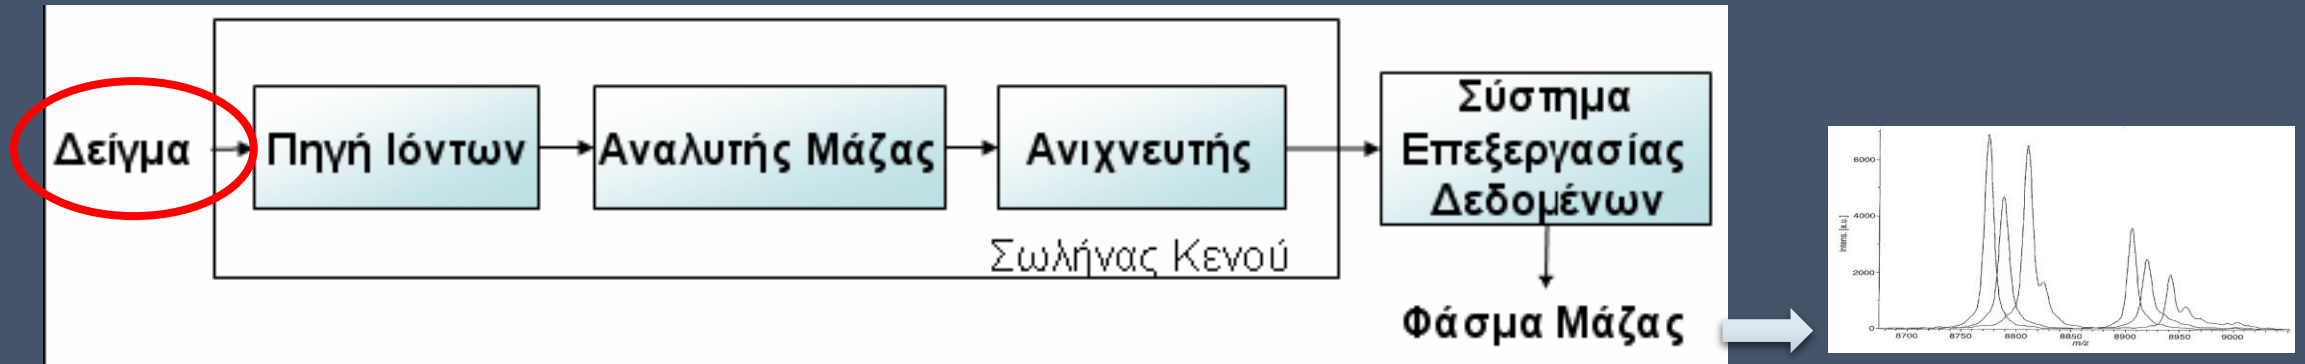 Δείγμα
Πηγή Ιόντων
Αναλυτής Μάζας
Ανιχνευτής
Σύστημα
Επεξεργασίας
Δεδομένων
Σωλήνας Κενού
Φάσμα Μάζας
Intens. [a.u.]
6000
4000
2000
0
8700 8750 8800 8850 8900 8950 9000
m/z